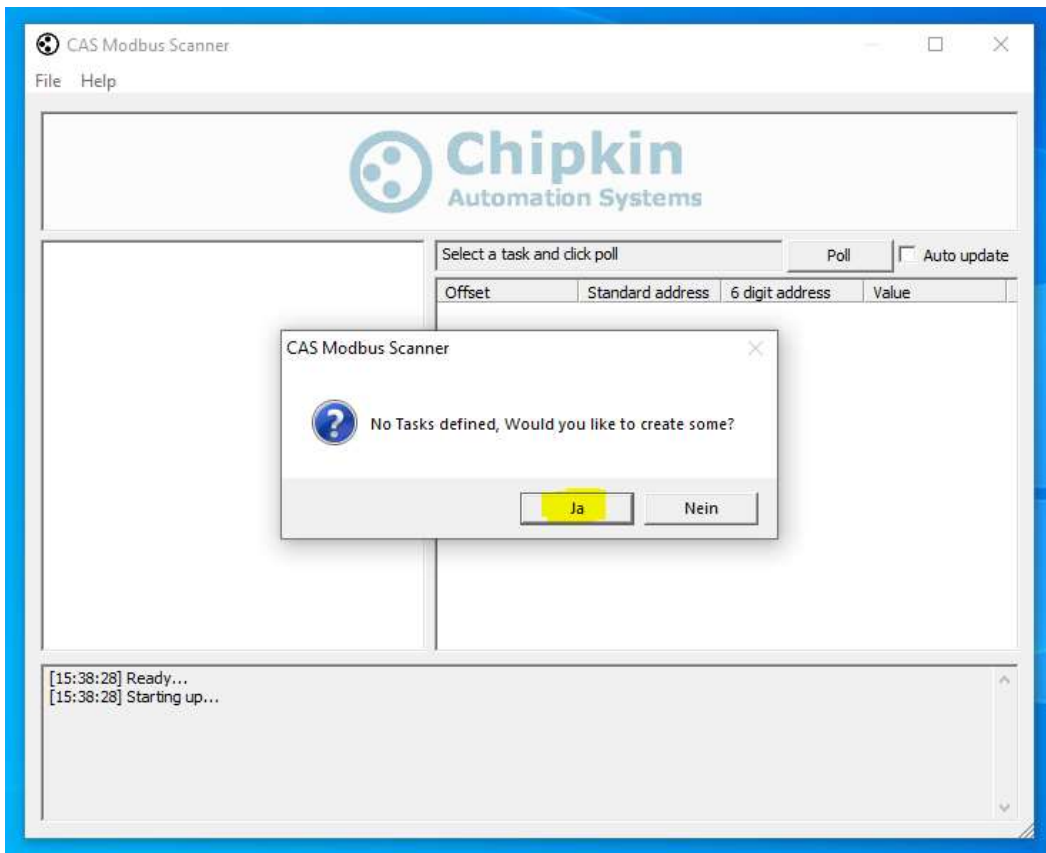 CAS Modbus Scanner
File Help
Chipkin
Automation Systems
Select a task and click poll
Poll
Auto update
Offset Standard address 6 digit address Value
CAS Modbus Scanner
No Tasks defined, Would you like to create some?
Ja Nein
[15:38:28] Ready...
[15:38:28] Starting up...